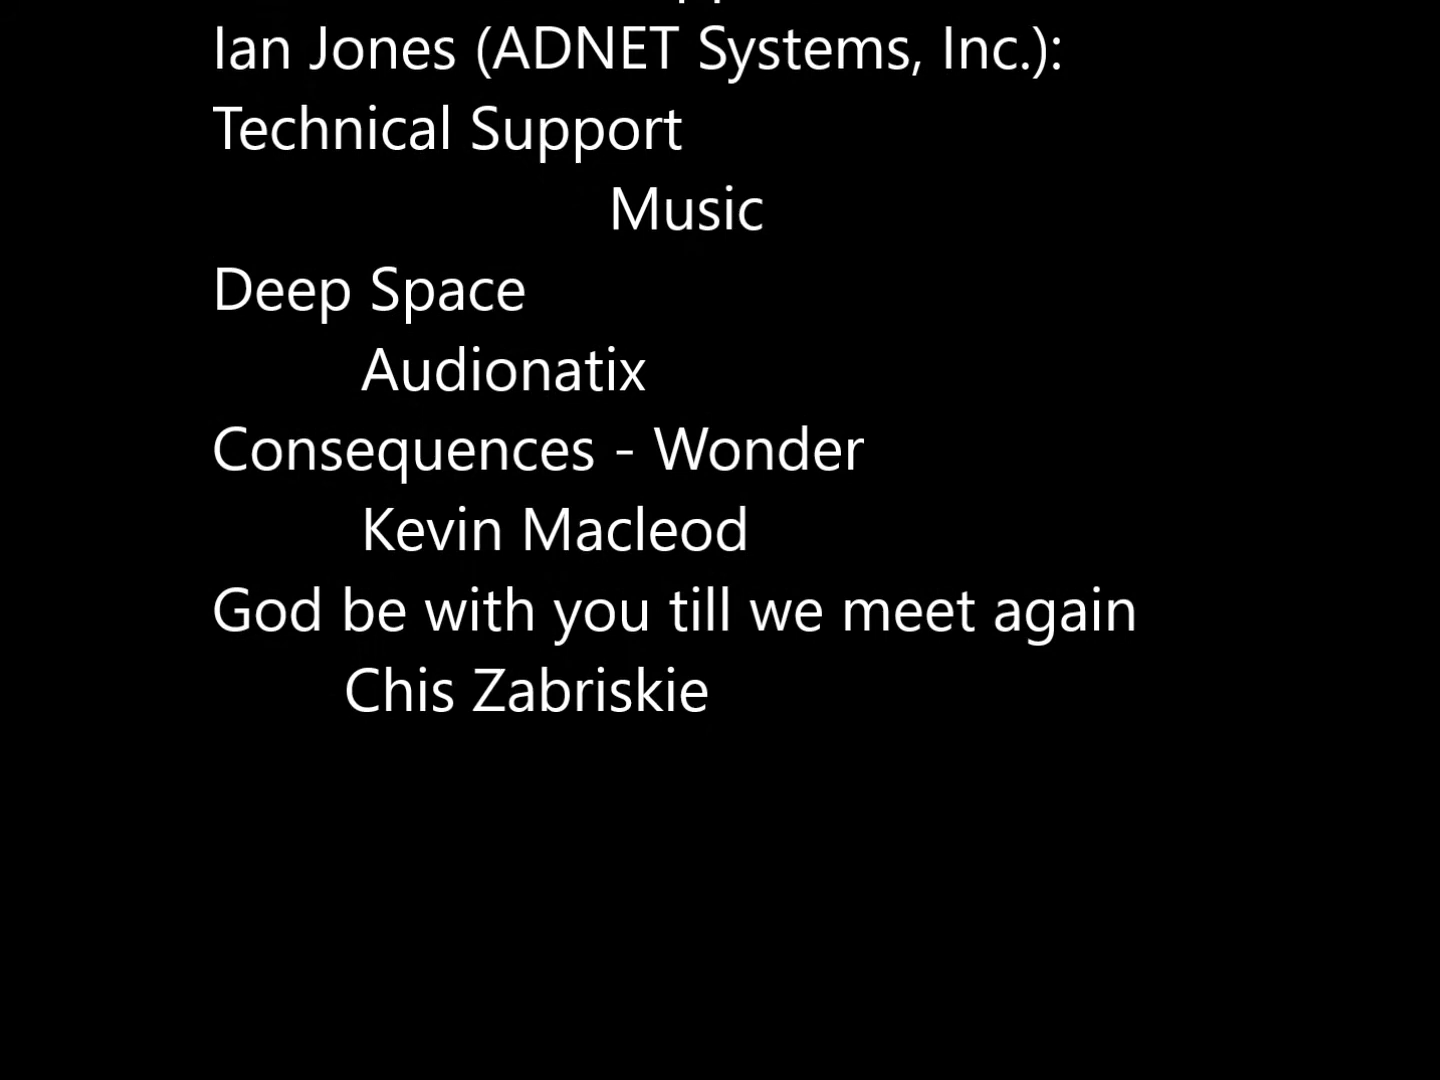 Ian Jones (ADNET Systems, Inc.):
Technical Support
Music
Deep Space
Audionatix
Consequences - Wonder
Kevin Macleod
God be with you till we meet again
Chis Zabriskie